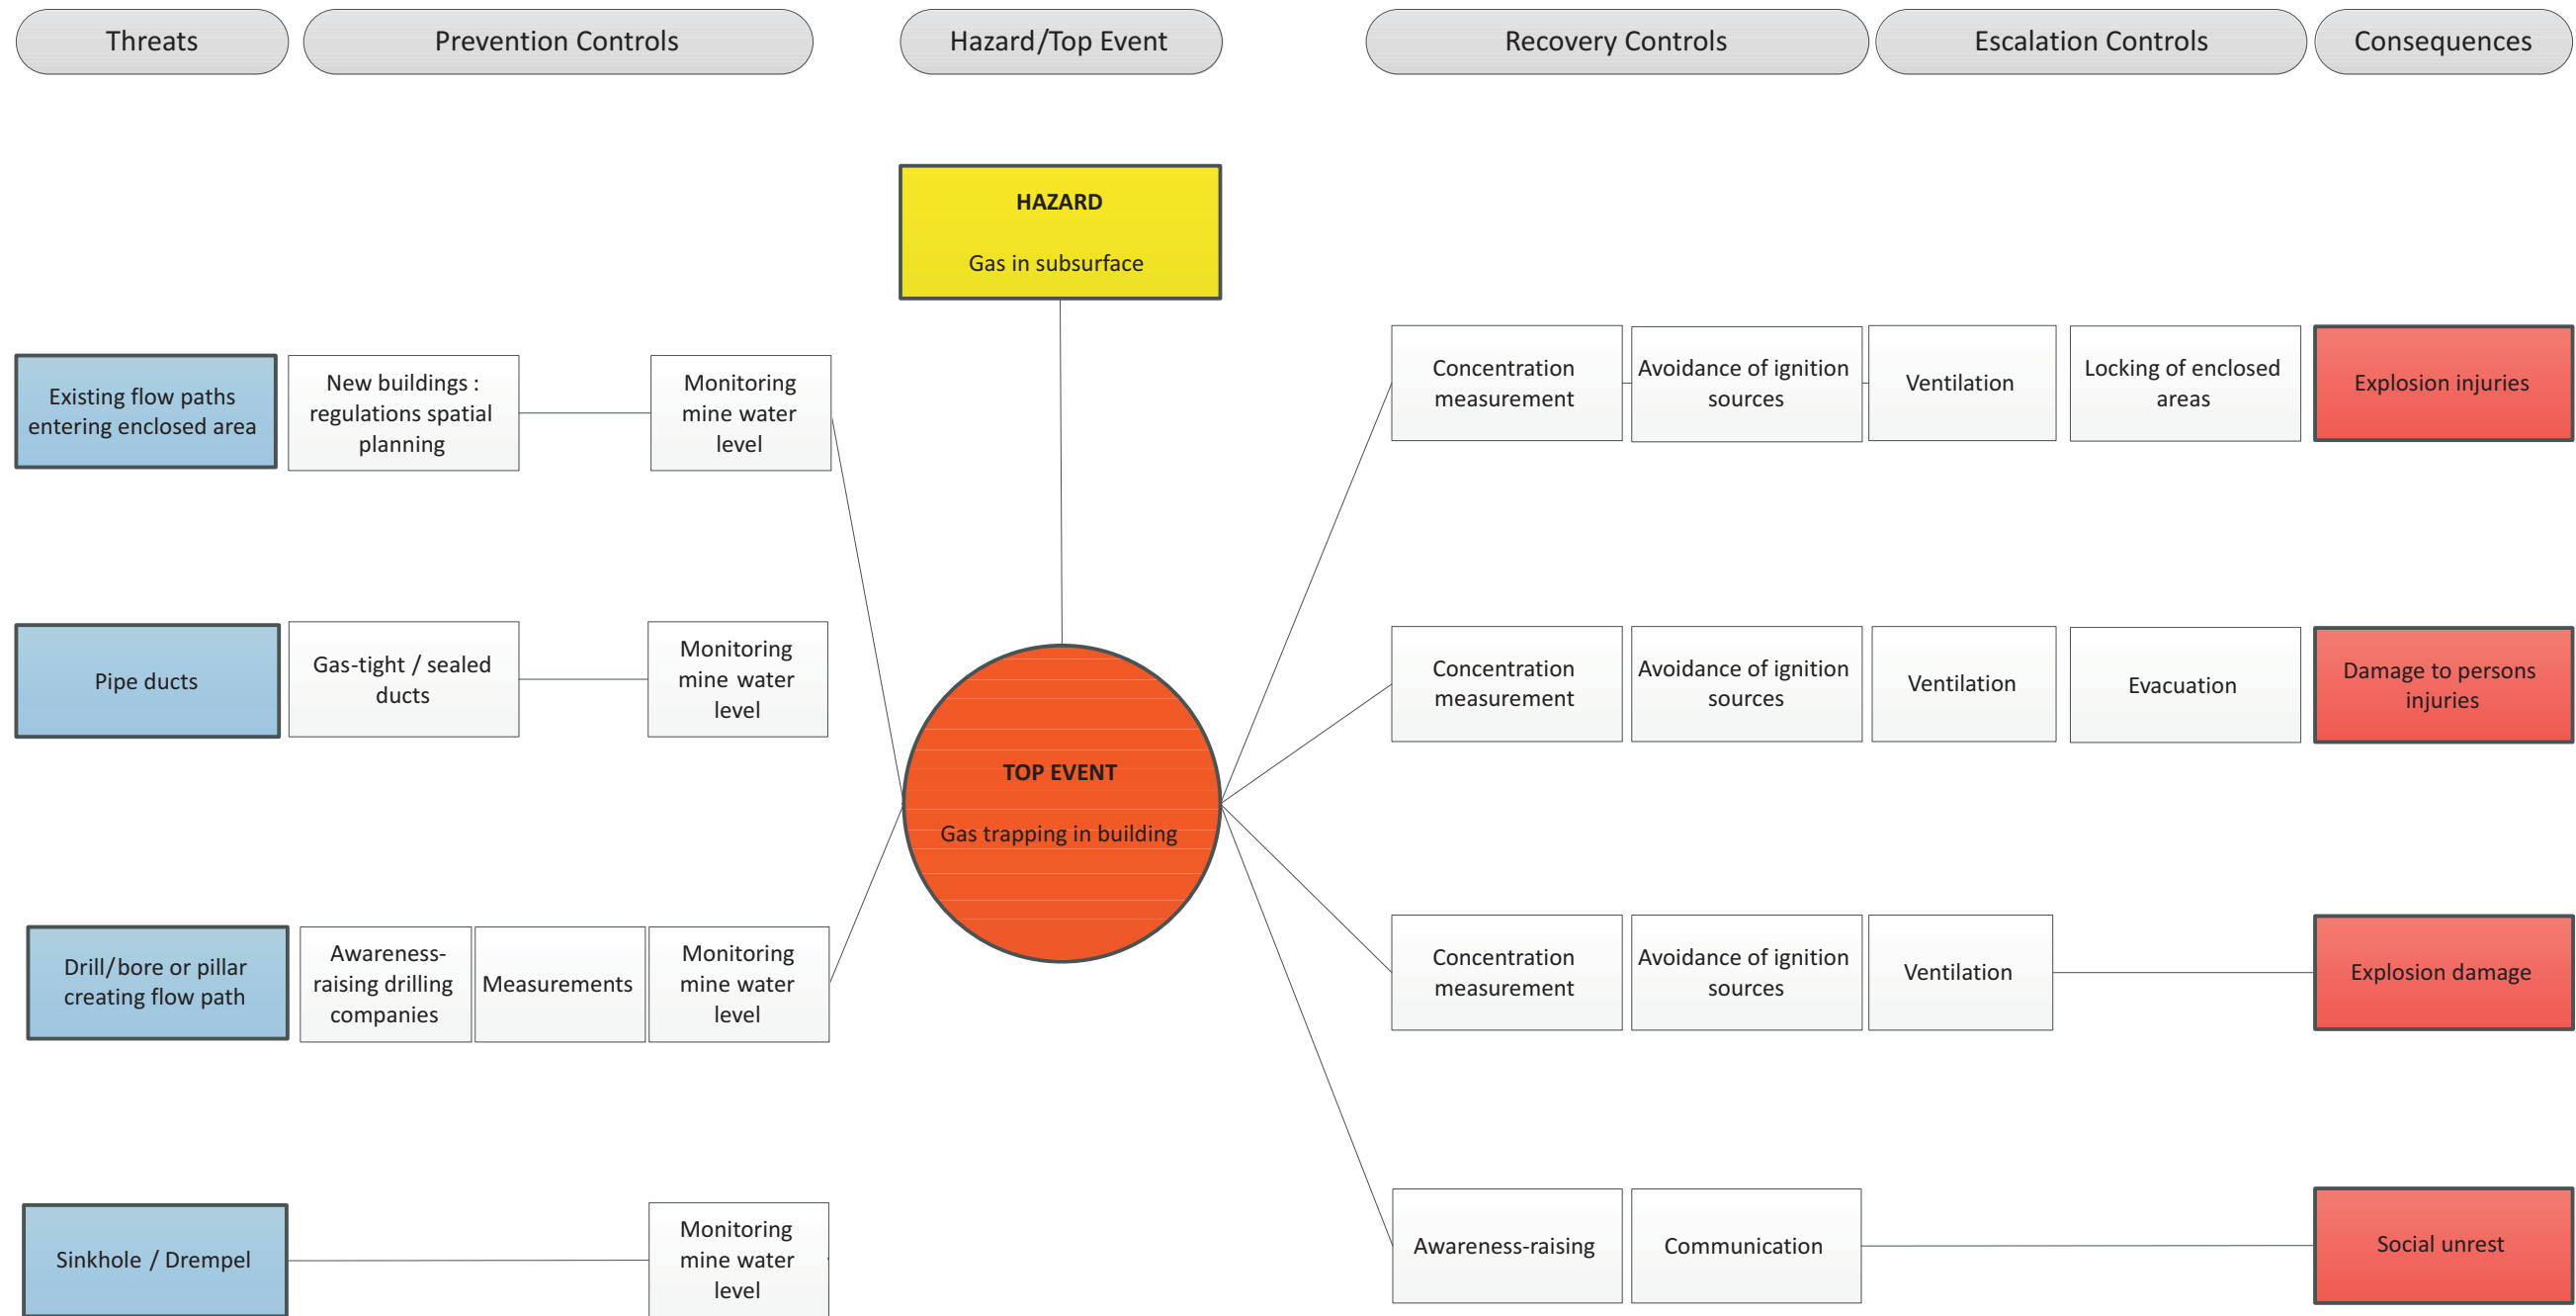 Threats
Prevention Controls
Hazard/Top Event
Recovery Controls
Escalation Controls
Consequences
HAZARD
Gas in subsurface
Existing flow paths
entering enclosed area
New buildings :
regulations spatial
planning
Monitoring
mine water
level
Concentration
measurement
Avoidance of ignition
sources
Ventilation
Locking of enclosed
areas
Explosion injuries
Pipe ducts
Gas-tight / sealed
ducts
Monitoring
mine water
level
TOP EVENT
Gas trapping in building
Concentration
measurement
Avoidance of ignition
sources
Ventilation
Evacuation
Damage to persons
injuries
Drill/bore or pillar
creating flow path
Awareness-
raising drilling
companies
Measurements
Monitoring
mine water
level
Concentration
measurement
Avoidance of ignition
sources
Ventilation
Explosion damage
Sinkhole / Drempel
Monitoring
mine water
level
Awareness-raising
Communication
Social unrest